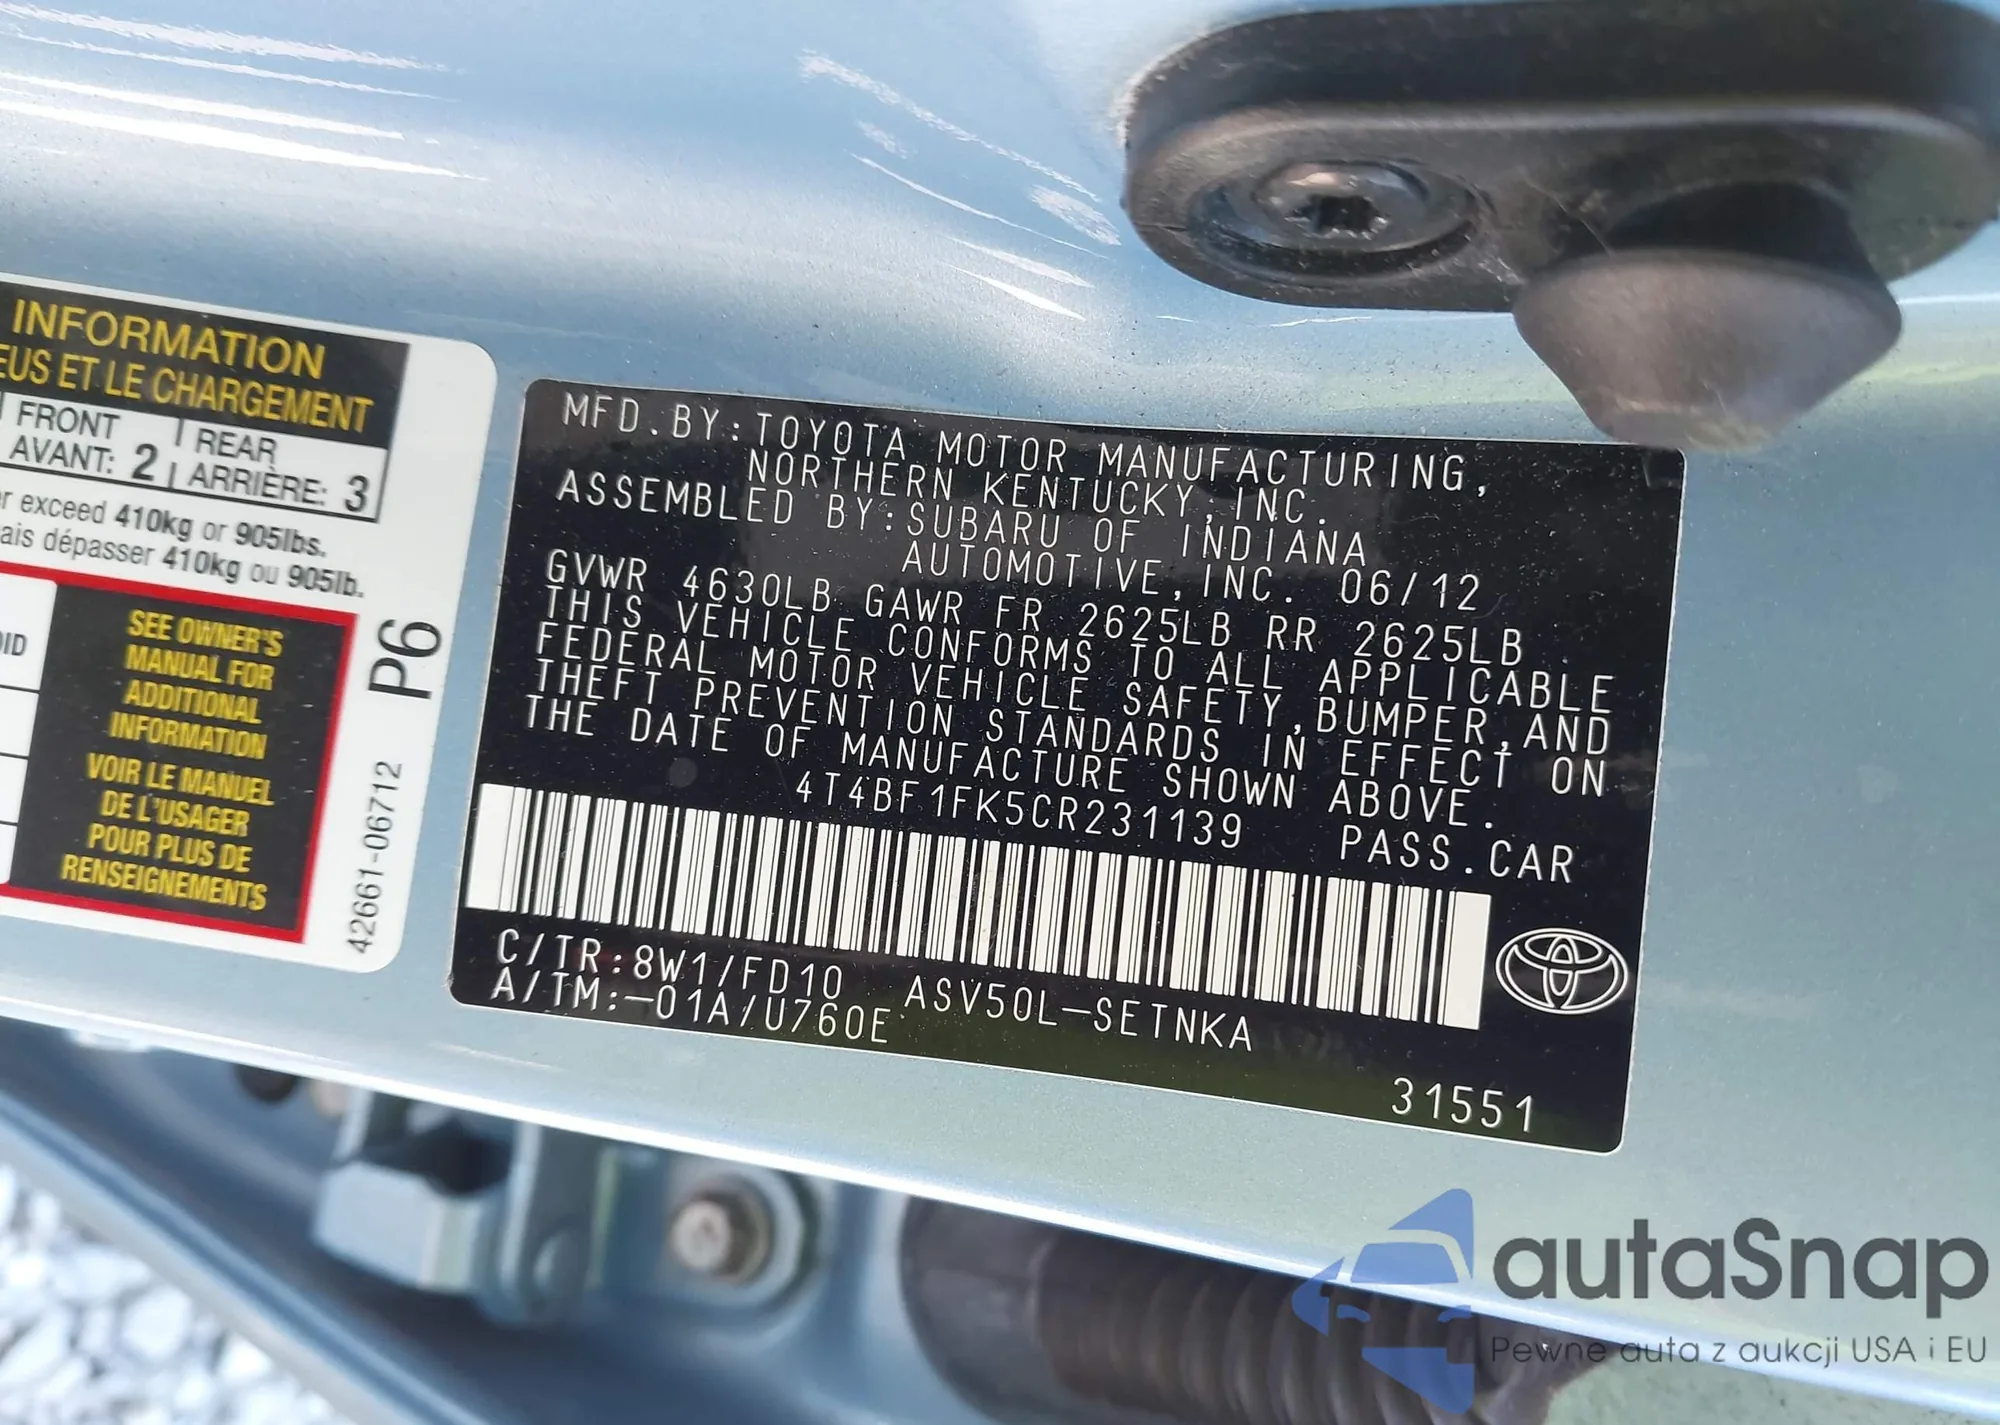 INFORMATION
EUS ET LE CHARGEMENT
FRONT
AVANT: 2
REAR
ARRIÈRE: 3
r exceed 410kg or 905lbs.
ais dépasser 410kg ou 905lb.
OID
SEE OWNER'S
MANUAL FOR
ADDITIONAL
INFORMATION
VOIR LE MANUEL
DE L'USAGER
POUR PLUS DE
RENSEIGNEMENTS
P6
42661-06712
MFD.BY:TOYOTA MOTOR MANUFACTURING,
NORTHERN KENTUCKY,INC.
ASSEMBLED BY:SUBARU OF INDIANA
AUTOMOTIVE,INC. 06/12
GVWR 4630LB GAWR FR 2625LB RR 2625LB
THIS VEHICLE CONFORMS TO ALL APPLICABLE
FEDERAL MOTOR VEHICLE SAFETY,BUMPER,AND
THEFT PREVENTION STANDARDS IN EFFECT ON
THE DATE OF MANUFACTURE SHOWN ABOVE.
4T4BF1FK5CR231139 PASS.CAR
C/TR:8W1/FD10 ASV50L-SETNKA
A/TM:-01A/U760E
31551
autaSnap
Pewne auta z aukcji USA i EU